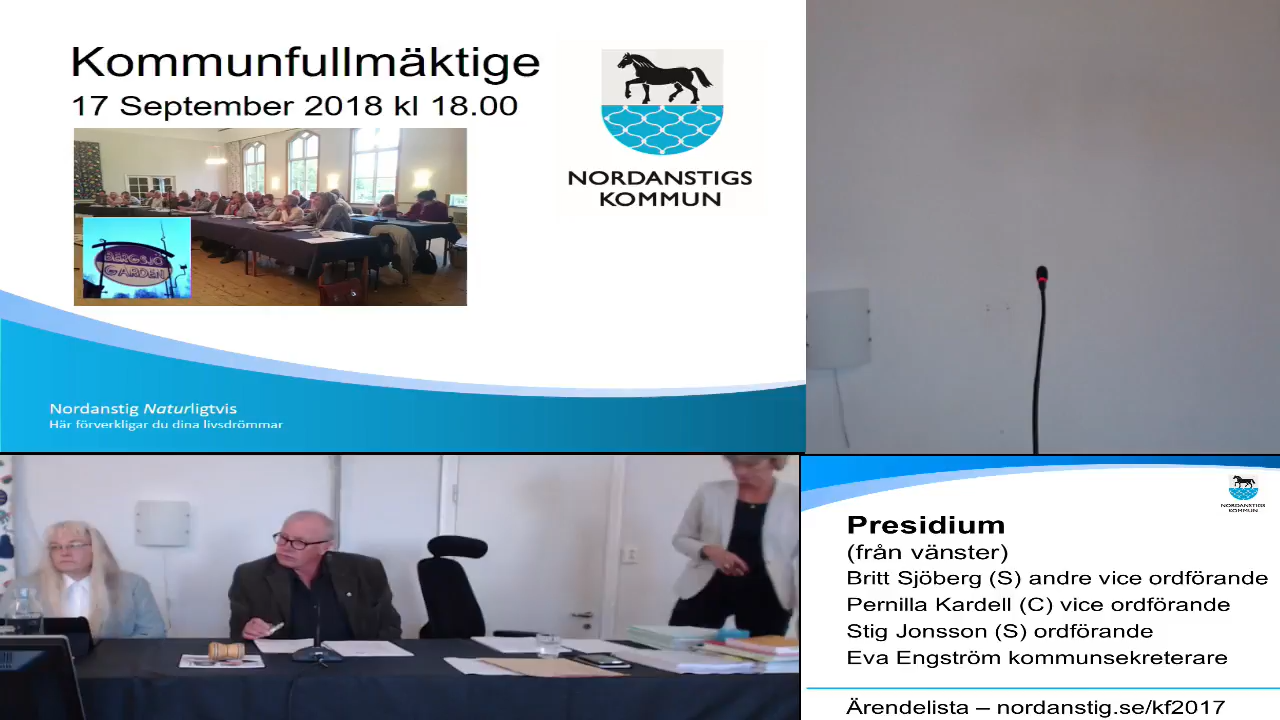 Kommunfullmäktige
17 September 2018 kl 18.00
NORDANSTIGS
KOMMUN
BERGSJÖ
GÅRDEN
Nordanstig Naturligtvis
Här förverkligar du dina livsdrömmar
NORDANSTIGS
KOMMUN
Presidium
(från vänster)
Britt Sjöberg (S) andre vice ordförande
Pernilla Kardell (C) vice ordförande
Stig Jonsson (S) ordförande
Eva Engström kommunsekreterare
Ärendelista – nordanstig.se/kf2017